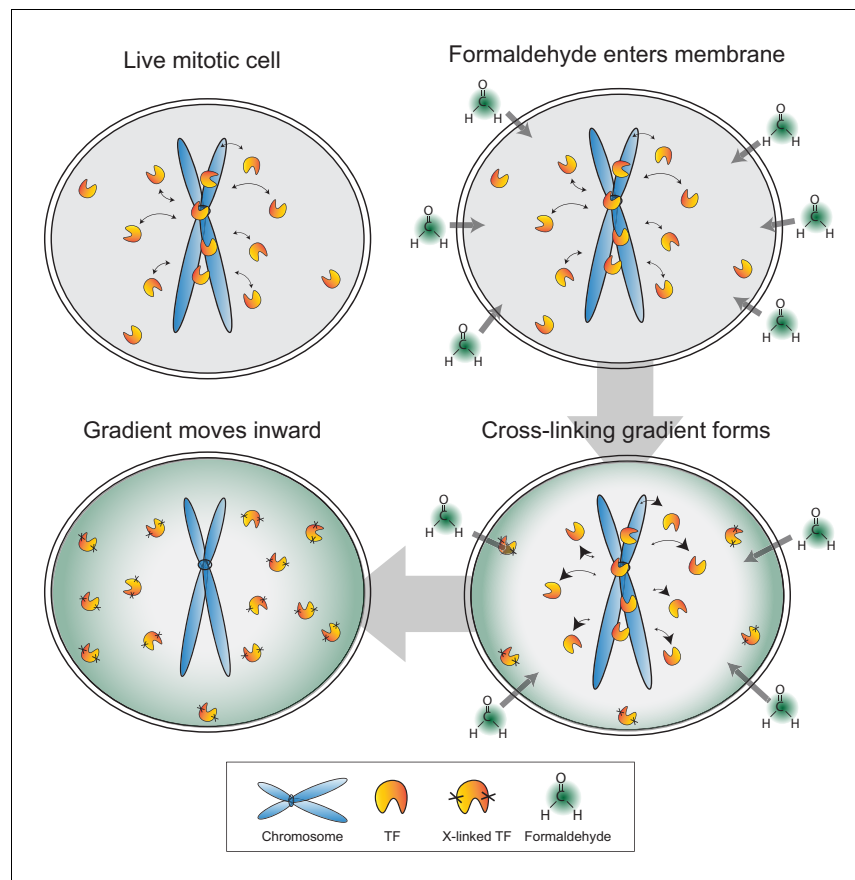 Live mitotic cell
Formaldehyde enters membrane
O
C
H H
O
C
H H
O
C
H H
O
C
H H
O
C
H H
O
C
H H
Gradient moves inward
Cross-linking gradient forms
O
C
H H
O
C
H H
O
C
H H
O
C
H H
O
C
H H
Chromosome
TF
X-linked TF
Formaldehyde